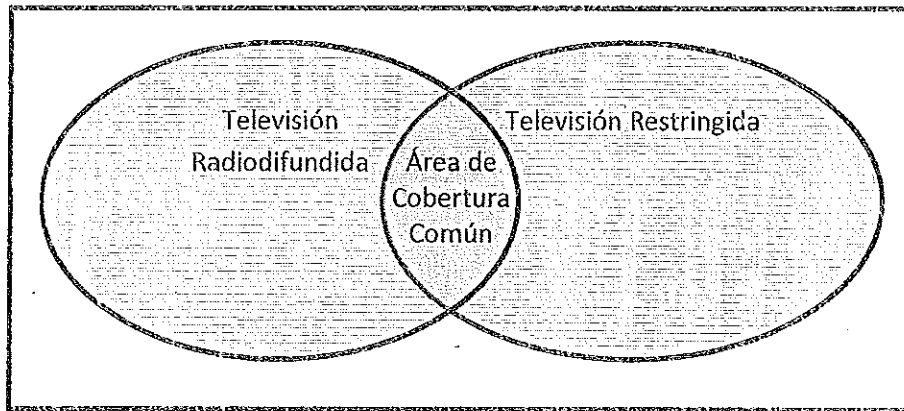 Televisión
Radiodifundida
Área de
Cobertura
Común
Televisión Restringida